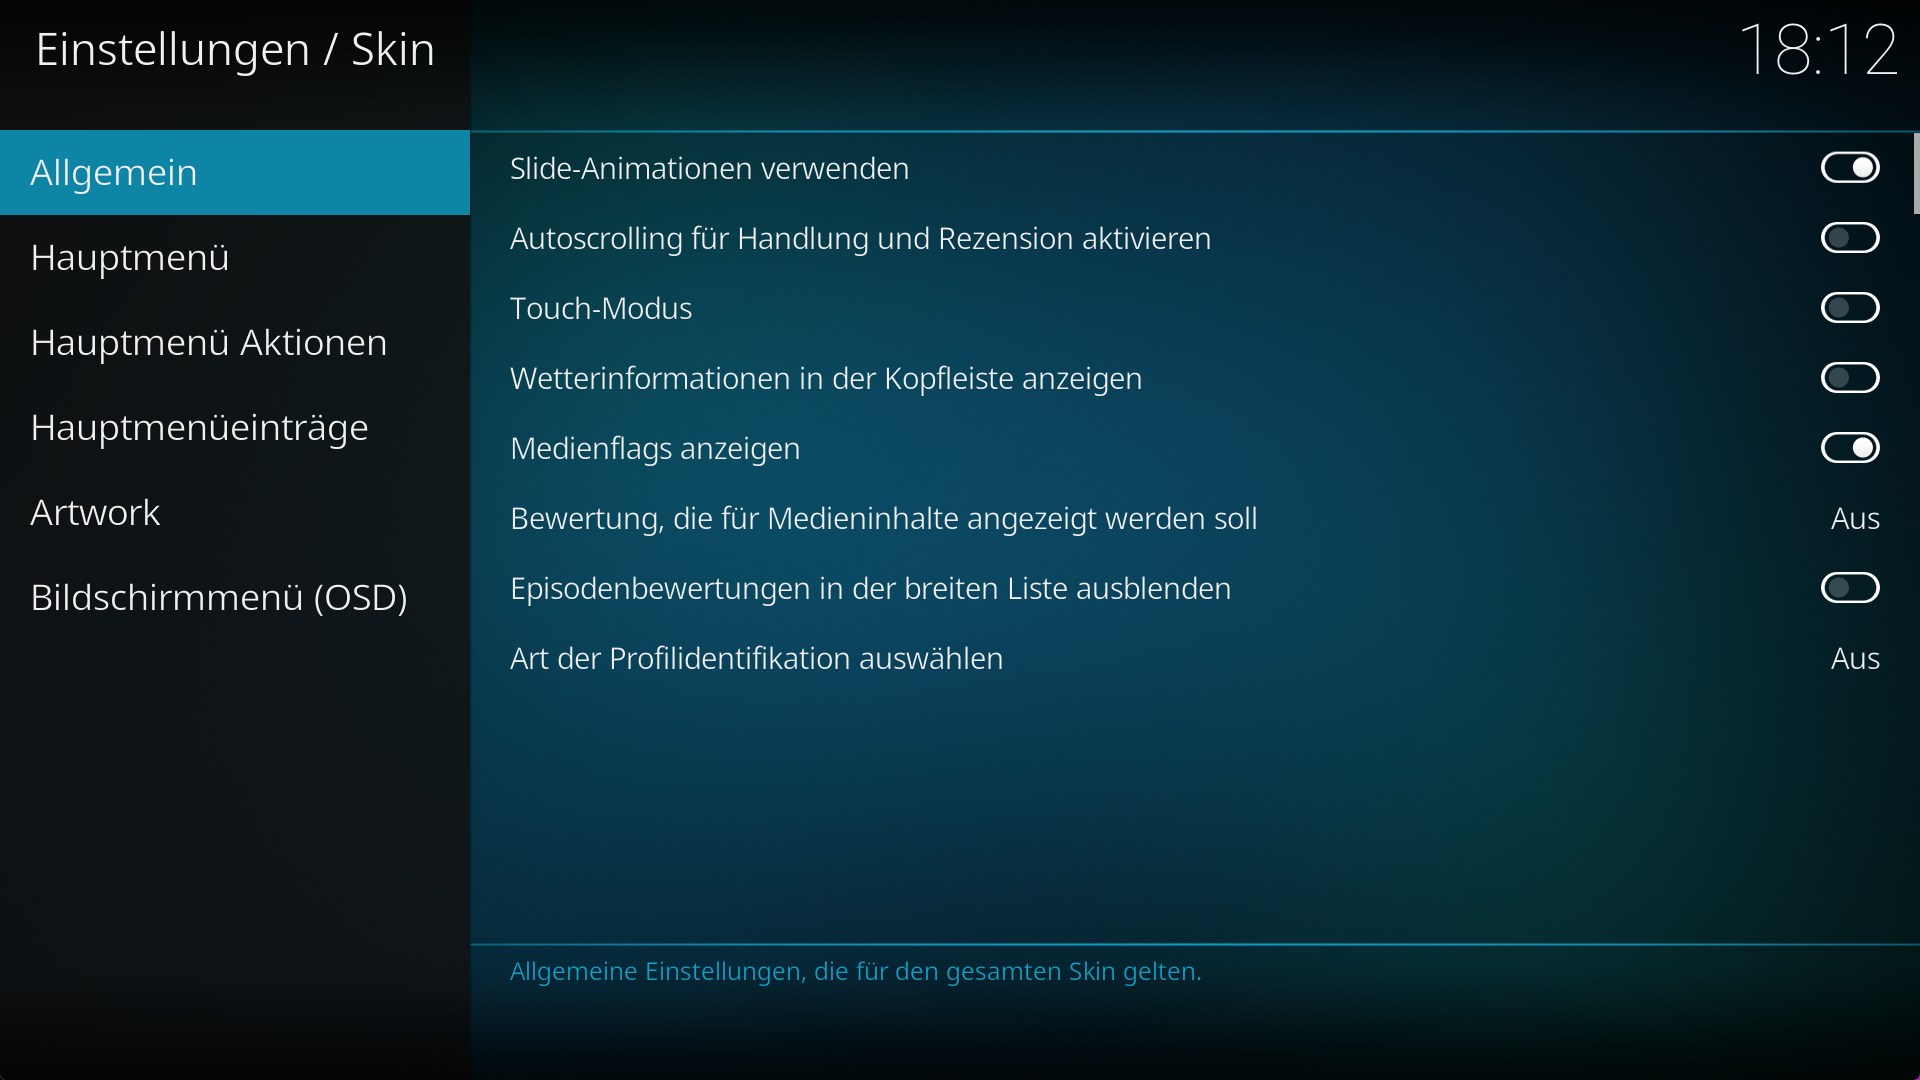 Einstellungen / Skin
18:12
Allgemein
Hauptmenü
Hauptmenü Aktionen
Hauptmenüeinträge
Artwork
Bildschirmmenü (OSD)
Slide-Animationen verwenden
Autoscrolling für Handlung und Rezension aktivieren
Touch-Modus
Wetterinformationen in der Kopfleiste anzeigen
Medienflags anzeigen
Bewertung, die für Medieninhalte angezeigt werden soll Aus
Episodenbewertungen in der breiten Liste ausblenden
Art der Profilidentifikation auswählen Aus
Allgemeine Einstellungen, die für den gesamten Skin gelten.